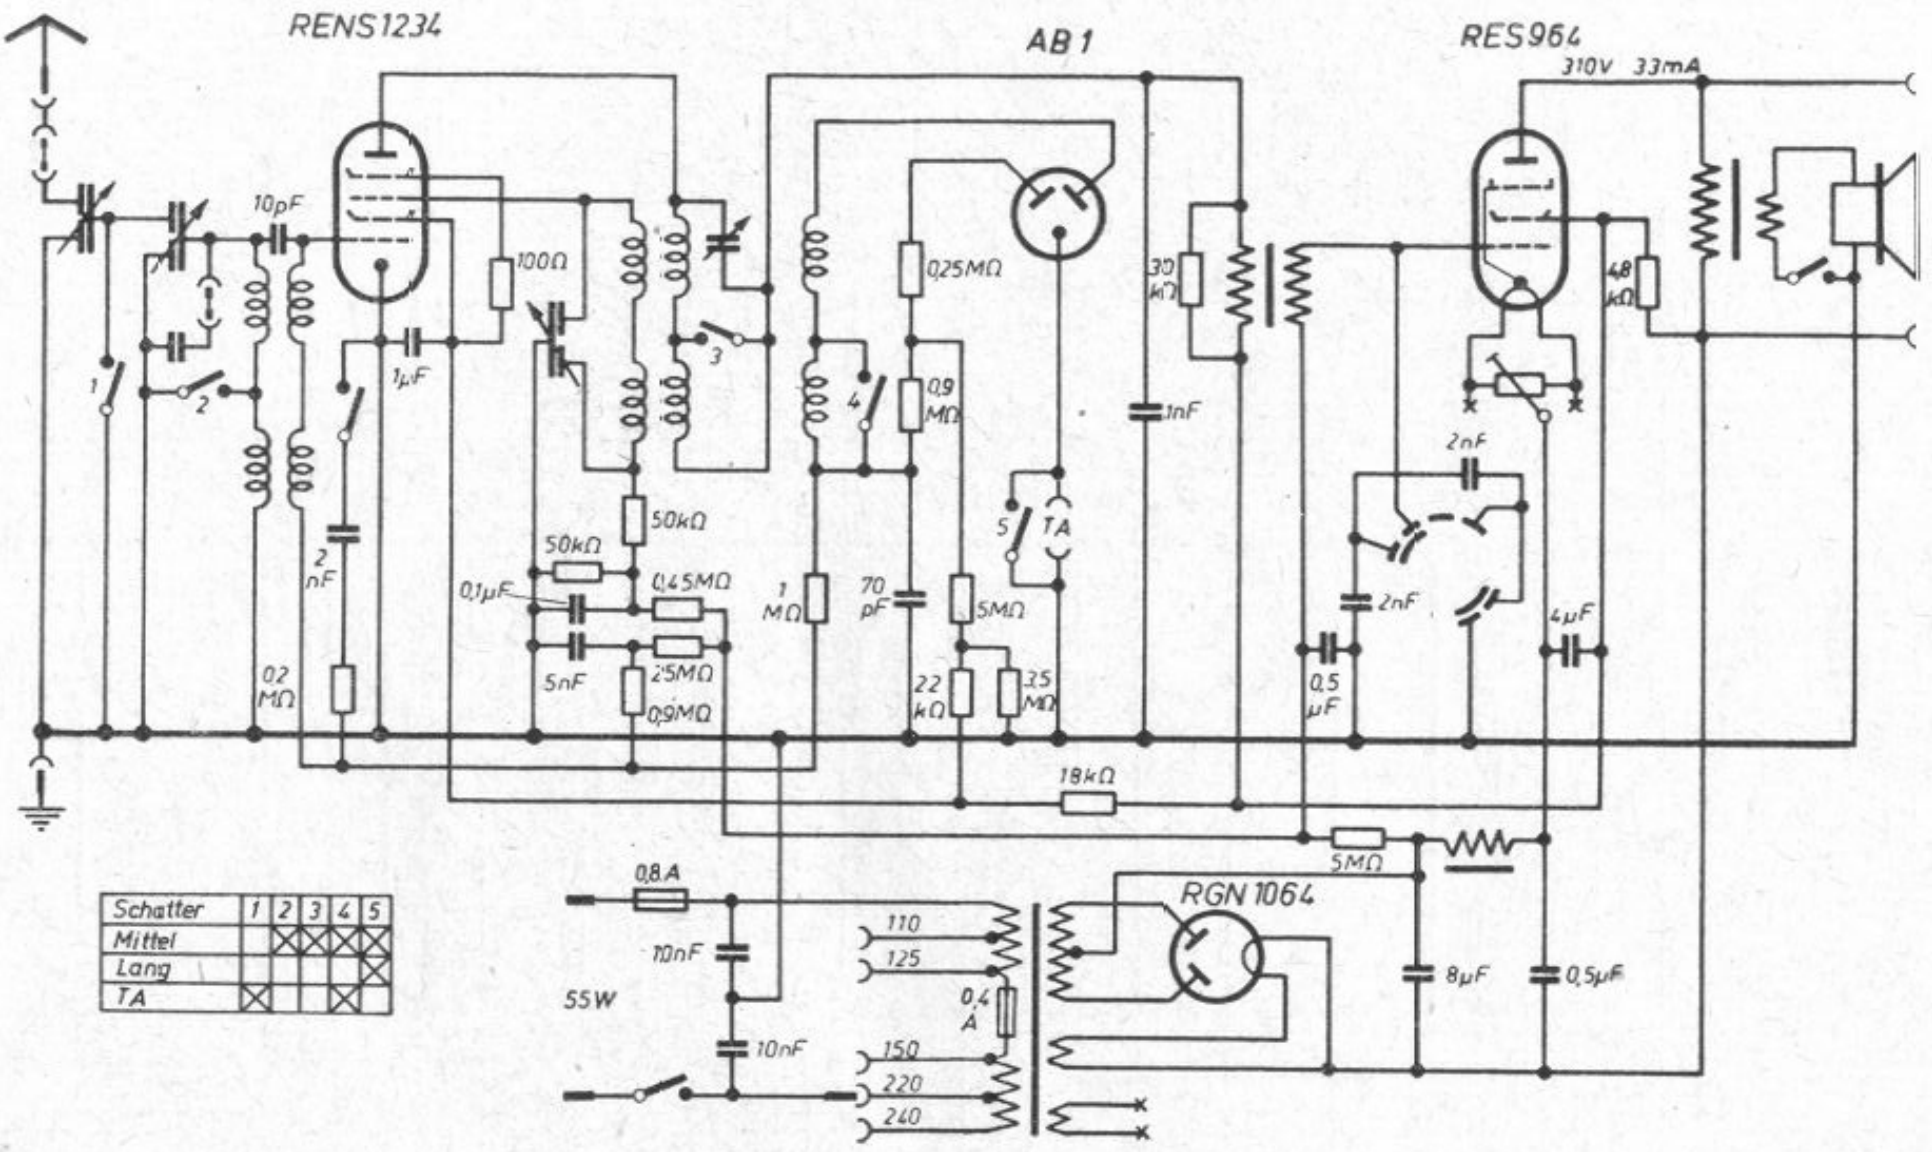 RENS1234
AB1
RES964
310V 33mA
10pF
100Ω
0,25MΩ
30
kΩ
4,8
kΩ
1
2
3
4
1µF
0,9
MΩ
1nF
2nF
50kΩ
5
TA
2
nF
50kΩ
0,1µF
0,45MΩ
1
MΩ
70
pF
5MΩ
2nF
4µF
0,2
MΩ
5nF
2,5MΩ
0,9MΩ
22
kΩ
3,5
MΩ
0,5
µF
18kΩ
5MΩ
0,8A
RGN1064
Schalter 1 2 3 4 5
Mittel
Lang
TA
110
125
10nF
55W
0,4
A
8µF
0,5µF
10nF
150
220
240